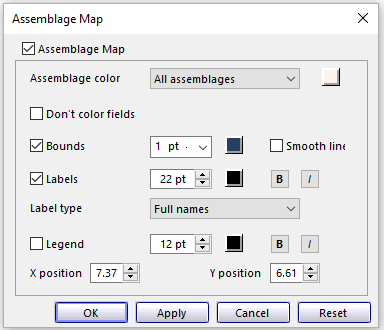 Assemblage Map
Assemblage Map
Assemblage color All assemblages
Don't color fields
Bounds 1 pt Smooth line
Labels 22 pt B I
Label type Full names
Legend 12 pt B I
X position 7.37 Y position 6.61
OK Apply Cancel Reset